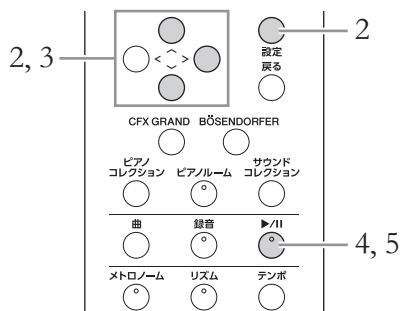 2
2, 3
設定
戻る
CFX GRAND BÖSENDORFER
ピアノ
コレクション
ピアノルーム
サウンド
コレクション
曲 録音 ▶/II
4, 5
メトロノーム リズム テンポ